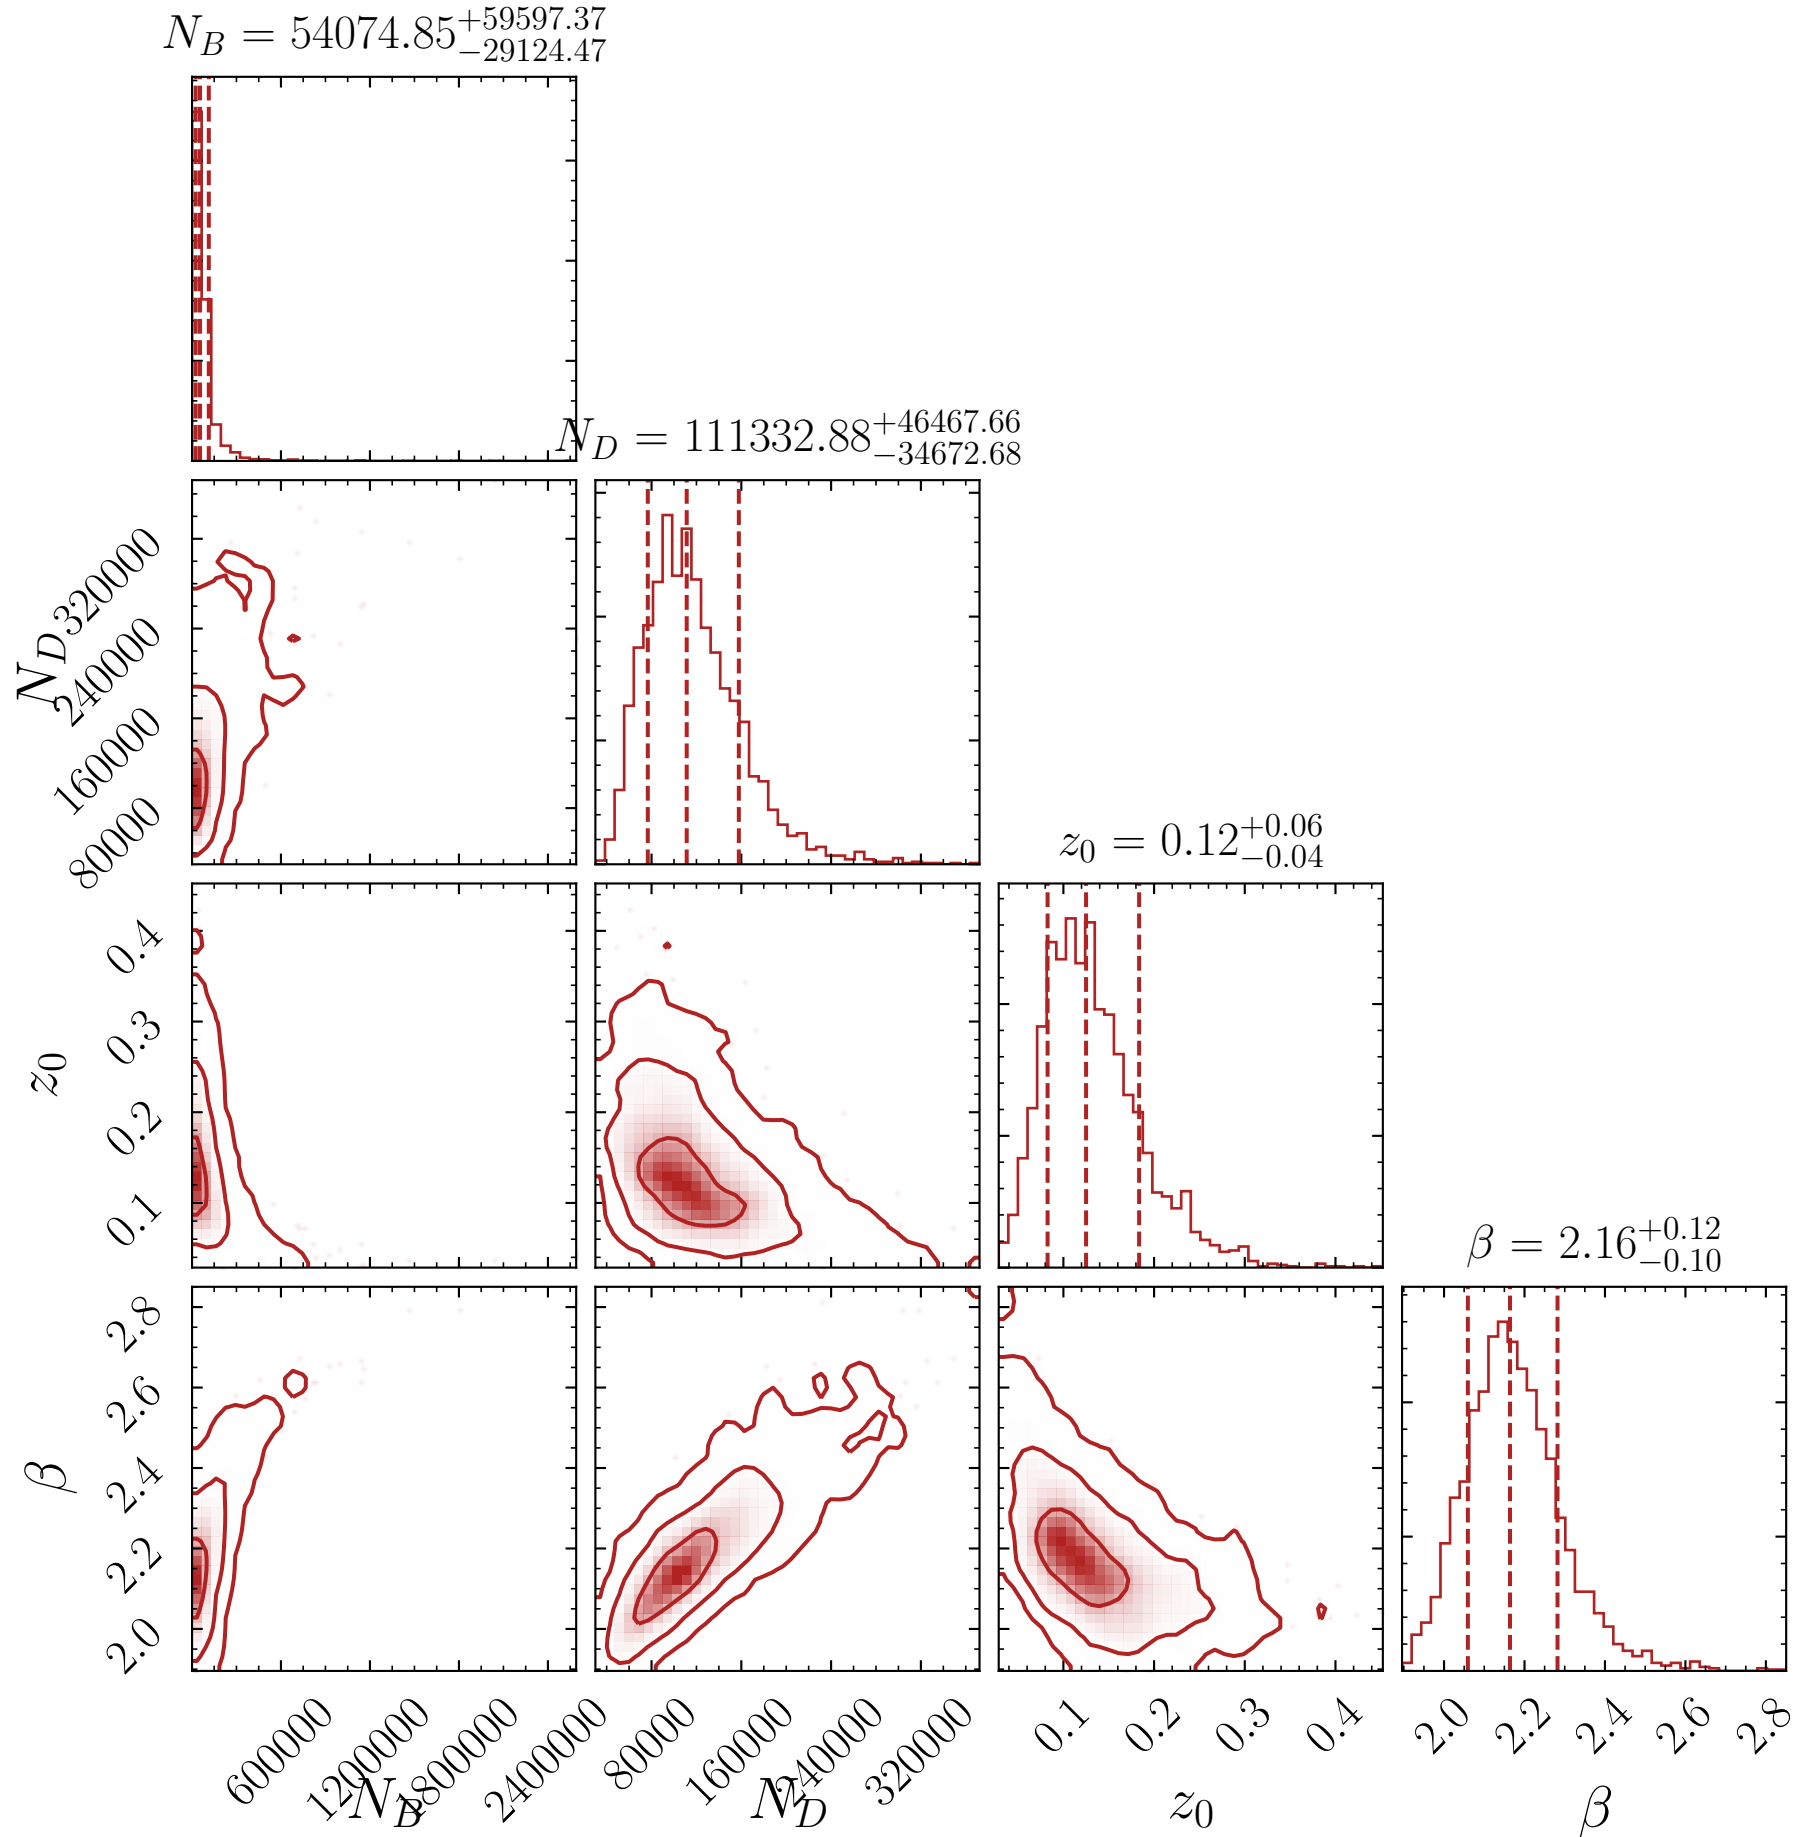 N_B = 54074.85^{+59597.37}_{-29124.47}
N_D = 111332.88^{+46467.66}_{-34672.68}
N_D
320000
240000
160000
80000
z_0 = 0.12^{+0.06}_{-0.04}
z_0
0.4
0.3
0.2
0.1
β = 2.16^{+0.12}_{-0.10}
β
2.8
2.6
2.4
2.2
2.0
600000 1200000 1800000 2400000 80000 160000 240000 320000 0.1 0.2 0.3 0.4 2.0 2.2 2.4 2.6 2.8
N_B N_D z_0 β